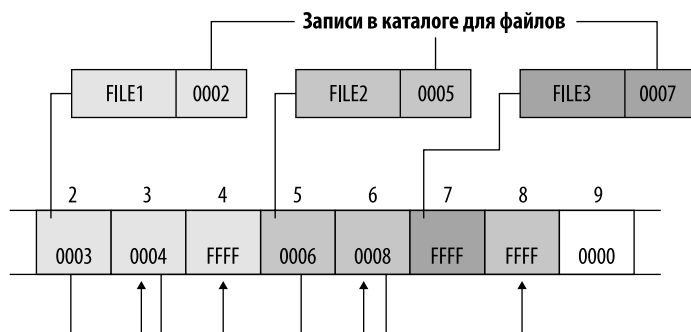 Записи в каталоге для файлов
FILE1 0002 FILE2 0005 FILE3 0007
2 3 4 5 6 7 8 9
0003 0004 FFFF 0006 0008 FFFF FFFF 0000